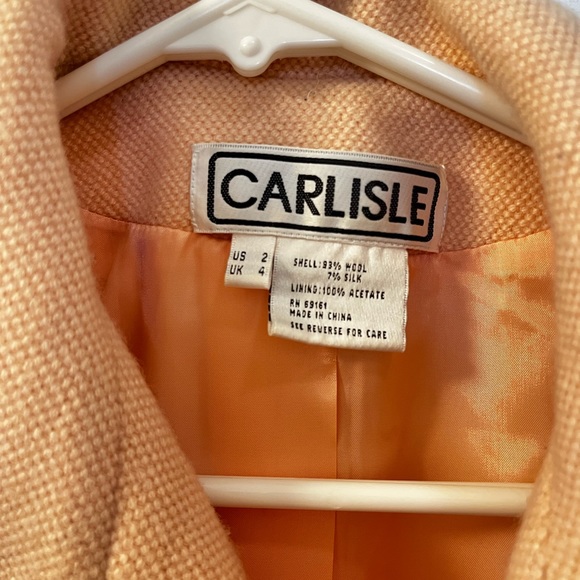 CARLISLE
US 2
UK 4
SHELL: 93% WOOL
7% SILK
LINING: 100% ACETATE
RN 69161
MADE IN CHINA
SEE REVERSE FOR CARE